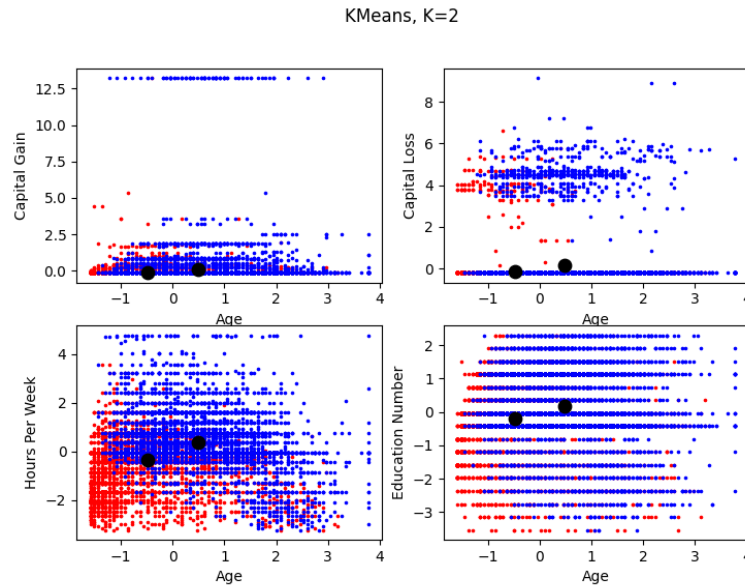 KMeans, K=2
Capital Gain
12.5
10.0
7.5
5.0
2.5
0.0
−1 0 1 2 3 4
Age
Capital Loss
8
6
4
2
0
−1 0 1 2 3 4
Age
Hours Per Week
4
2
0
−2
−1 0 1 2 3 4
Age
Education Number
2
1
0
−1
−2
−3
−1 0 1 2 3 4
Age